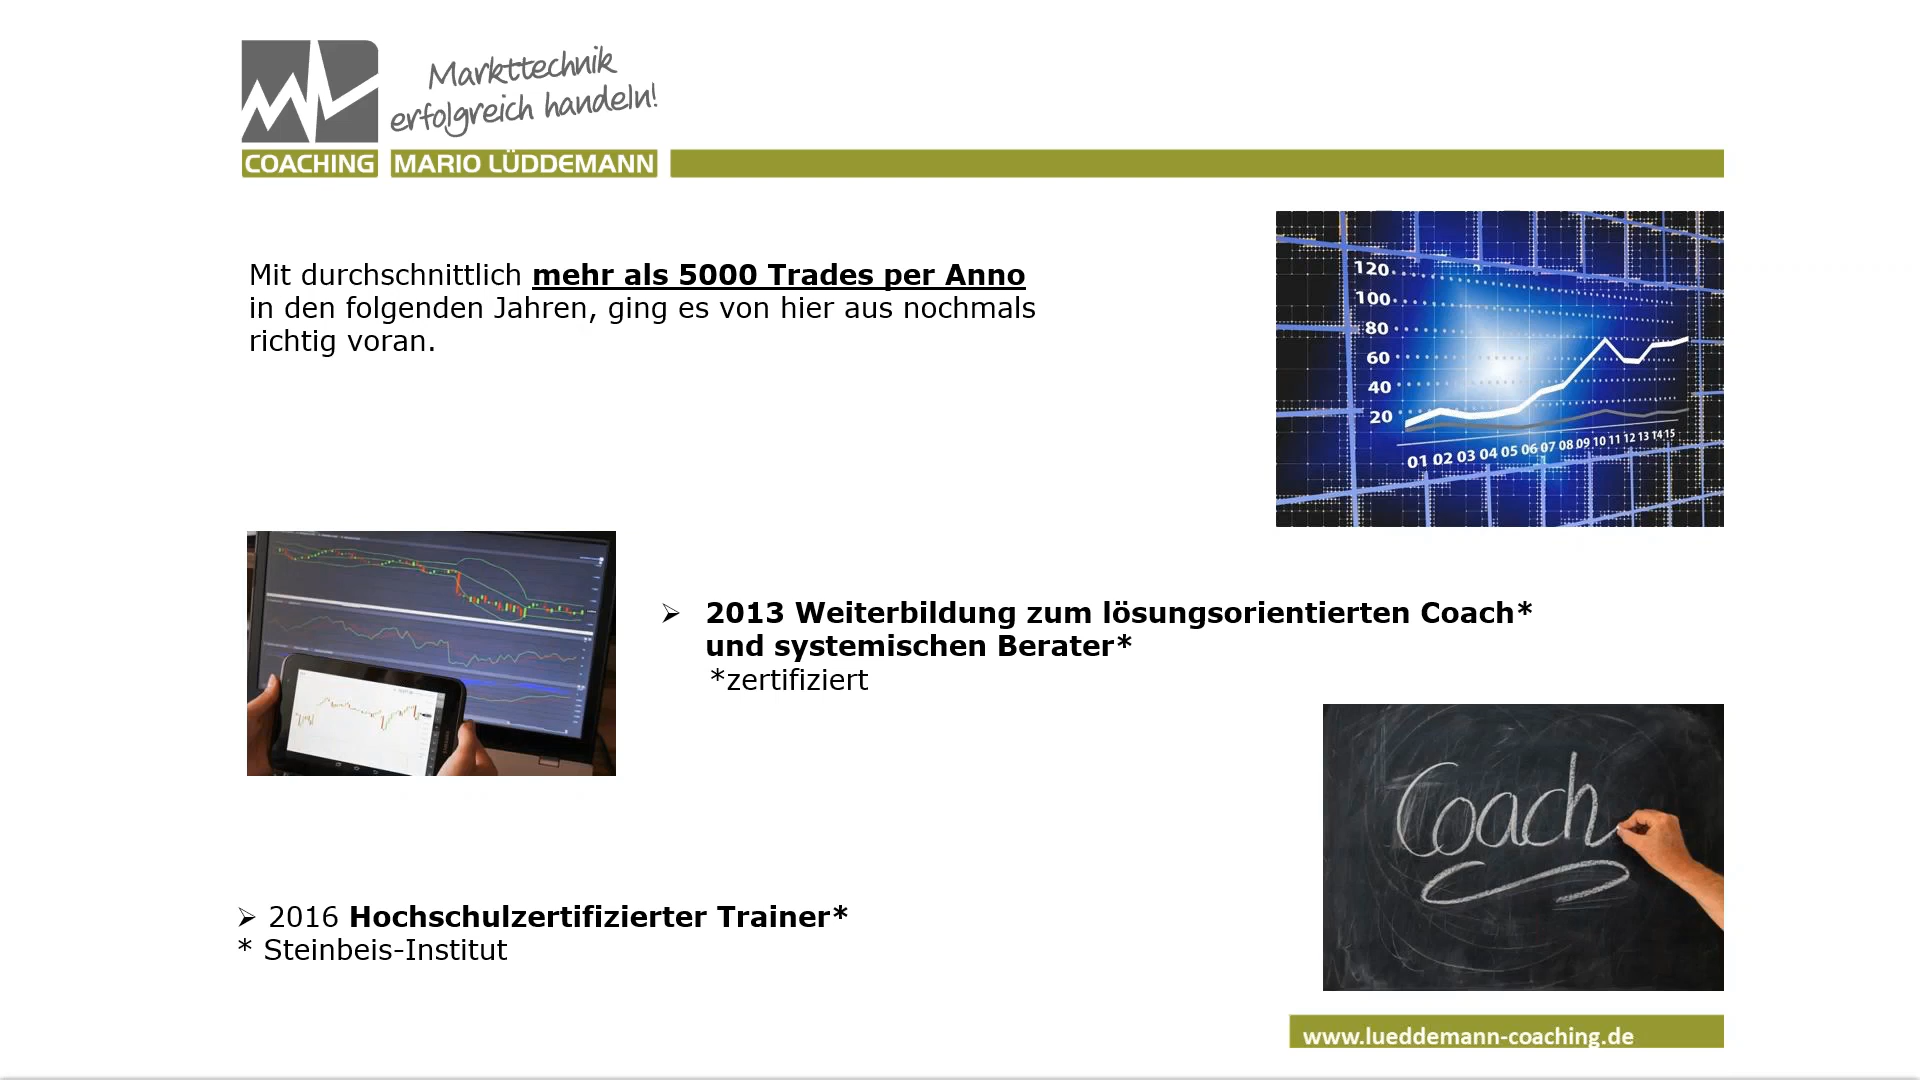 Markttechnik
erfolgreich handeln!
COACHING MARIO LÜDDEMANN
Mit durchschnittlich mehr als 5000 Trades per Anno
in den folgenden Jahren, ging es von hier aus nochmals
richtig voran.
120
100
80
60
40
20
01 02 03 04 05 06 07 08 09 10 11 12 13 14 15
➢ 2013 Weiterbildung zum lösungsorientierten Coach*
und systemischen Berater*
*zertifiziert
Coach
➢ 2016 Hochschulzertifizierter Trainer*
* Steinbeis-Institut
www.lueddemann-coaching.de